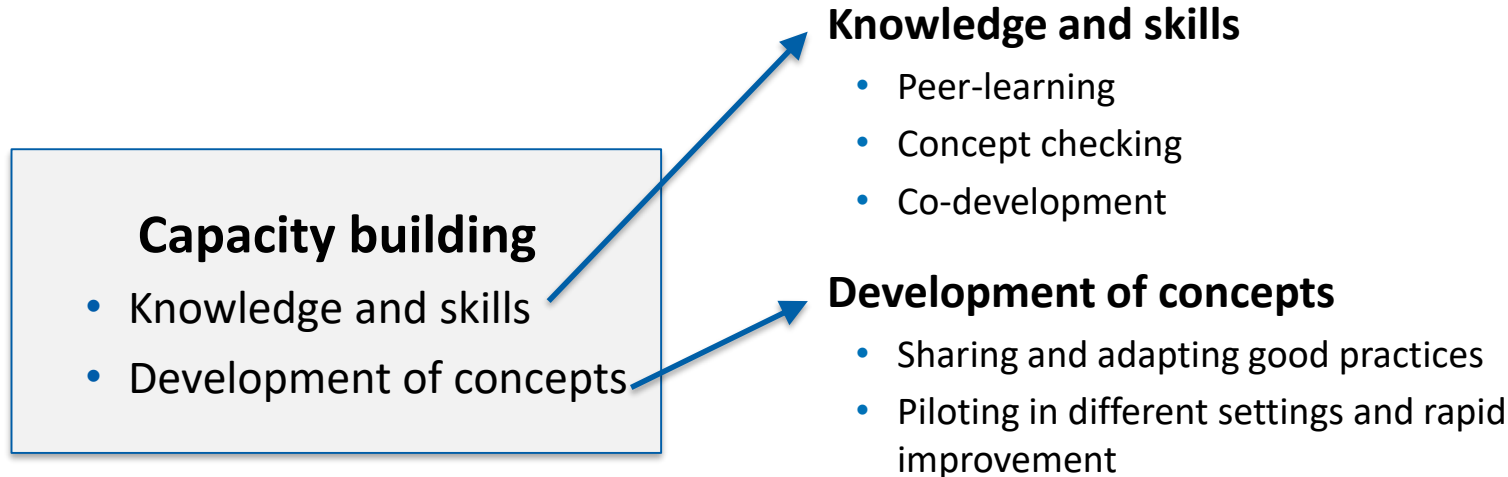 Capacity building
• Knowledge and skills
• Development of concepts
Knowledge and skills
• Peer-learning
• Concept checking
• Co-development
Development of concepts
• Sharing and adapting good practices
• Piloting in different settings and rapid
improvement